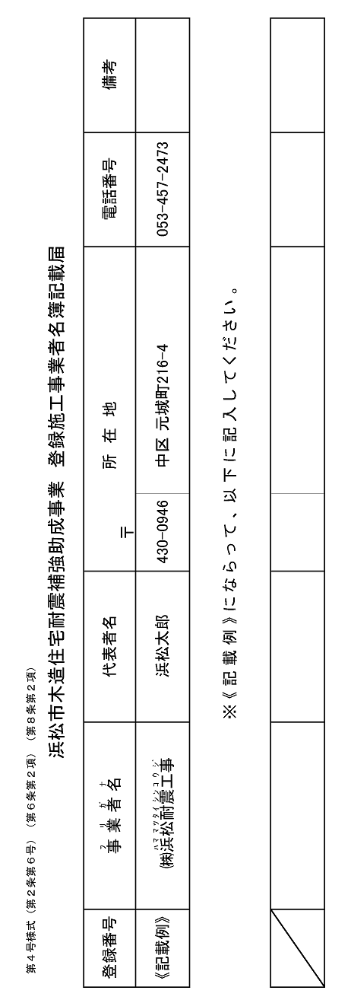 第４号様式（第２条第６号）（第６条第２項）（第８条第２項）
浜松市木造住宅耐震補強助成事業　登録施工事業者名簿記載届
登録番号
フリガナ
事業者名
代表者名
〒
所在地
電話番号
備考
《記載例》
ハママツタイシンコウジ
㈱浜松耐震工事
浜松太郎
430-0946
中区 元城町216-4
053-457-2473
※《記載例》にならって、以下に記入してください。